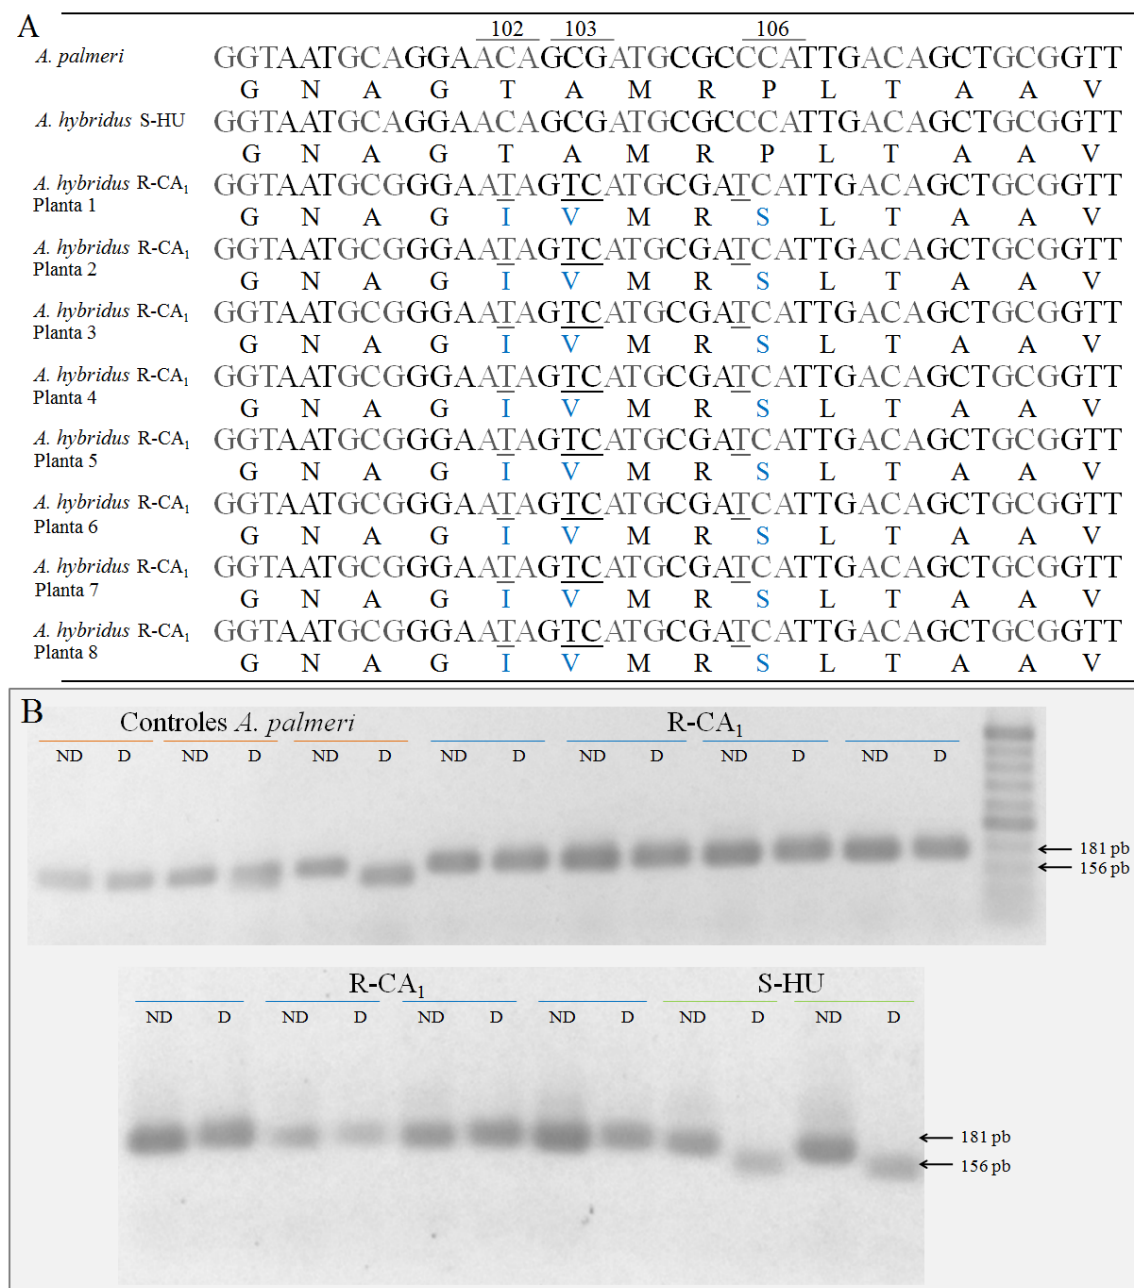 A
102 103 106
A. palmeri GGTAATGCAGGAACAGCGATGCGCCCATTGACAGCTGCGGTT
G N A G T A M R P L T A A V
A. hybridus S-HU GGTAATGCAGGAACAGCGATGCGCCCATTGACAGCTGCGGTT
G N A G T A M R P L T A A V
A. hybridus R-CA₁ GGTAATGCGGGAATAGTCATGCGATCATTGACAGCTGCGGTT
Planta 1 G N A G I V M R S L T A A V
A. hybridus R-CA₁ GGTAATGCGGGAATAGTCATGCGATCATTGACAGCTGCGGTT
Planta 2 G N A G I V M R S L T A A V
A. hybridus R-CA₁ GGTAATGCGGGAATAGTCATGCGATCATTGACAGCTGCGGTT
Planta 3 G N A G I V M R S L T A A V
A. hybridus R-CA₁ GGTAATGCGGGAATAGTCATGCGATCATTGACAGCTGCGGTT
Planta 4 G N A G I V M R S L T A A V
A. hybridus R-CA₁ GGTAATGCGGGAATAGTCATGCGATCATTGACAGCTGCGGTT
Planta 5 G N A G I V M R S L T A A V
A. hybridus R-CA₁ GGTAATGCGGGAATAGTCATGCGATCATTGACAGCTGCGGTT
Planta 6 G N A G I V M R S L T A A V
A. hybridus R-CA₁ GGTAATGCGGGAATAGTCATGCGATCATTGACAGCTGCGGTT
Planta 7 G N A G I V M R S L T A A V
A. hybridus R-CA₁ GGTAATGCGGGAATAGTCATGCGATCATTGACAGCTGCGGTT
Planta 8 G N A G I V M R S L T A A V
B
Controles A. palmeri R-CA₁
ND D ND D ND D ND D ND D ND D ND D
181 pb
156 pb
R-CA₁ S-HU
ND D ND D ND D ND D ND D ND D
181 pb
156 pb